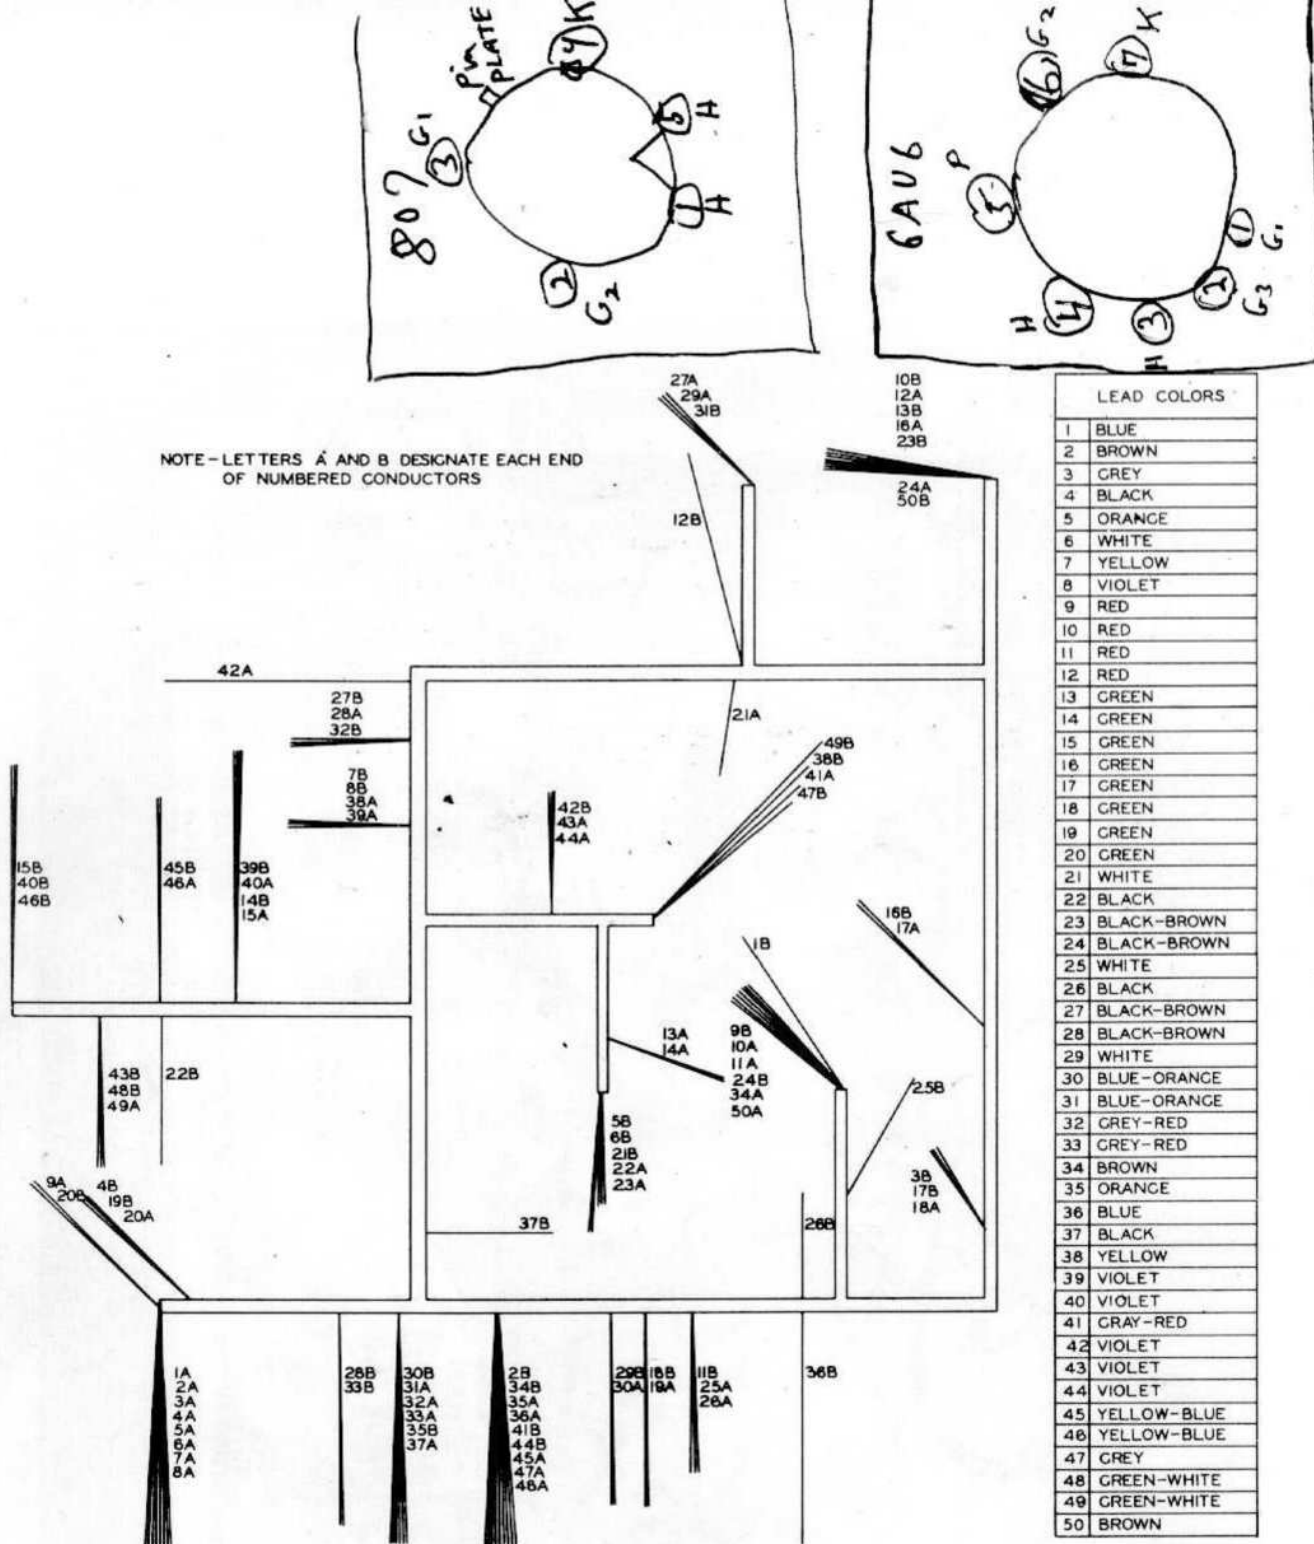 807
3 G1
Pin PLATE
4 K
5 H
1 H
2 G2
6AU6
6 G2
7 K
5 P
4 H
3 H
2 G3
1 G1
NOTE-LETTERS A AND B DESIGNATE EACH END
OF NUMBERED CONDUCTORS
27A
29A
31B
10B
12A
13B
16A
23B
24A
50B
12B
42A
27B
28A
32B
7B
8B
38A
39A
21A
49B
38B
41A
47B
42B
43A
44A
15B
40B
46B
45B
46A
39B
40A
14B
15A
16B
17A
1B
13A
14A
9B
10A
11A
24B
34A
50A
43B
48B
49A
22B
25B
5B
6B
21B
22A
23A
3B
17B
18A
9A
20B
4B
19B
20A
37B
26B
1A
2A
3A
4A
5A
6A
7A
8A
28B
33B
30B
31A
32A
33A
35B
37A
2B
34B
35A
36A
41B
44B
45A
47A
48A
29B
30A
18B
19A
11B
25A
26A
36B
LEAD COLORS
1 BLUE
2 BROWN
3 GREY
4 BLACK
5 ORANGE
6 WHITE
7 YELLOW
8 VIOLET
9 RED
10 RED
11 RED
12 RED
13 GREEN
14 GREEN
15 GREEN
16 GREEN
17 GREEN
18 GREEN
19 GREEN
20 GREEN
21 WHITE
22 BLACK
23 BLACK-BROWN
24 BLACK-BROWN
25 WHITE
26 BLACK
27 BLACK-BROWN
28 BLACK-BROWN
29 WHITE
30 BLUE-ORANGE
31 BLUE-ORANGE
32 GREY-RED
33 GREY-RED
34 BROWN
35 ORANGE
36 BLUE
37 BLACK
38 YELLOW
39 VIOLET
40 VIOLET
41 GRAY-RED
42 VIOLET
43 VIOLET
44 VIOLET
45 YELLOW-BLUE
46 YELLOW-BLUE
47 GREY
48 GREEN-WHITE
49 GREEN-WHITE
50 BROWN